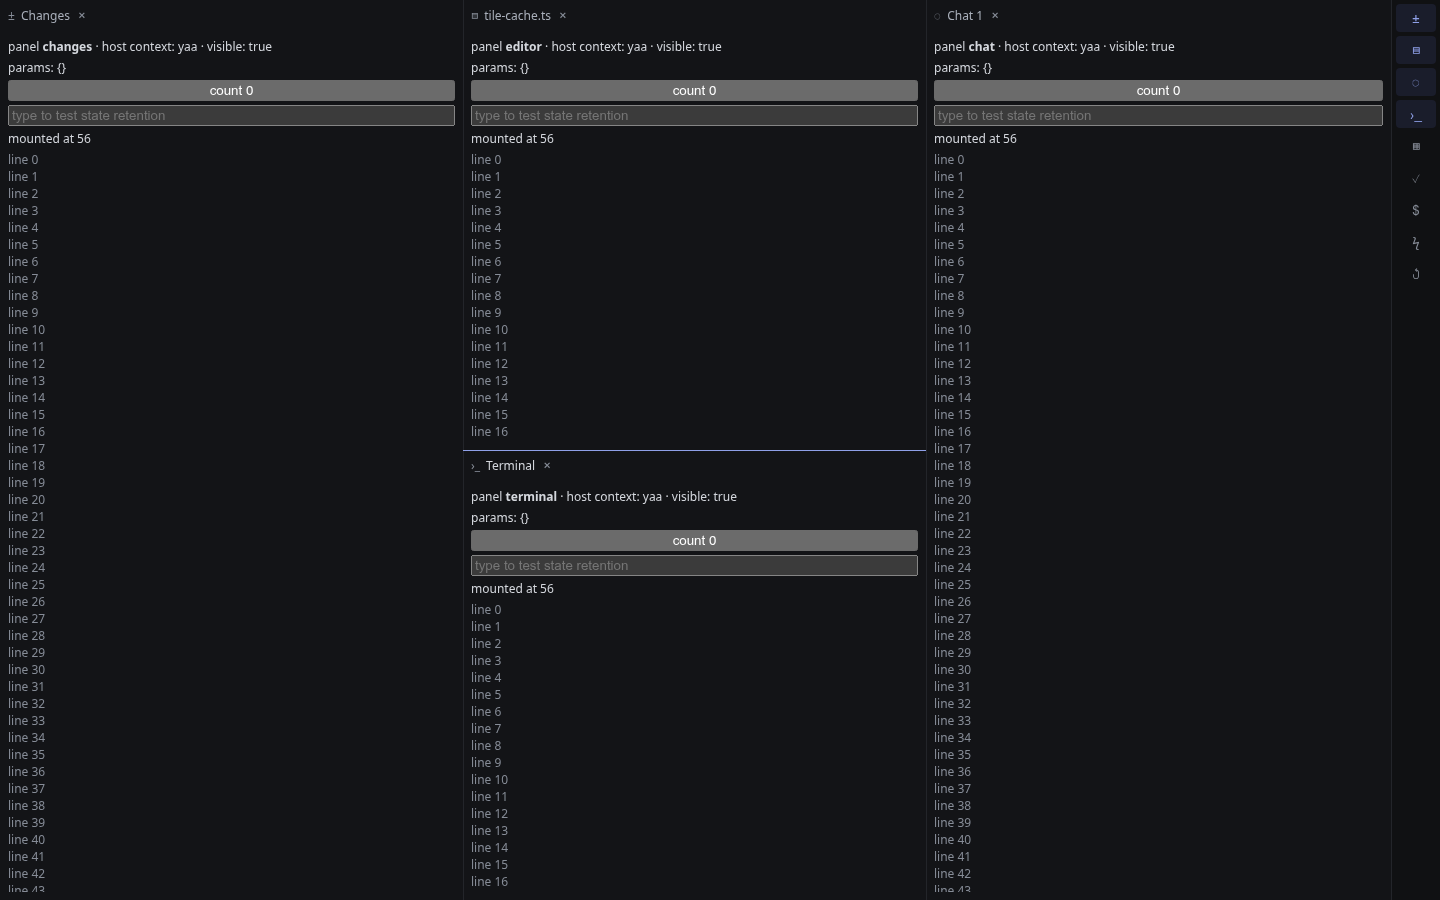 ± Changes ×
panel changes · host context: yaa · visible: true
params: {}
count 0
type to test state retention
mounted at 56
line 0
line 1
line 2
line 3
line 4
line 5
line 6
line 7
line 8
line 9
line 10
line 11
line 12
line 13
line 14
line 15
line 16
line 17
line 18
line 19
line 20
line 21
line 22
line 23
line 24
line 25
line 26
line 27
line 28
line 29
line 30
line 31
line 32
line 33
line 34
line 35
line 36
line 37
line 38
line 39
line 40
line 41
line 42
line 43
tile-cache.ts ×
panel editor · host context: yaa · visible: true
params: {}
count 0
type to test state retention
mounted at 56
line 0
line 1
line 2
line 3
line 4
line 5
line 6
line 7
line 8
line 9
line 10
line 11
line 12
line 13
line 14
line 15
line 16
›_ Terminal ×
panel terminal · host context: yaa · visible: true
params: {}
count 0
type to test state retention
mounted at 56
line 0
line 1
line 2
line 3
line 4
line 5
line 6
line 7
line 8
line 9
line 10
line 11
line 12
line 13
line 14
line 15
line 16
Chat 1 ×
panel chat · host context: yaa · visible: true
params: {}
count 0
type to test state retention
mounted at 56
line 0
line 1
line 2
line 3
line 4
line 5
line 6
line 7
line 8
line 9
line 10
line 11
line 12
line 13
line 14
line 15
line 16
line 17
line 18
line 19
line 20
line 21
line 22
line 23
line 24
line 25
line 26
line 27
line 28
line 29
line 30
line 31
line 32
line 33
line 34
line 35
line 36
line 37
line 38
line 39
line 40
line 41
line 42
line 43
±
›_
✓
$